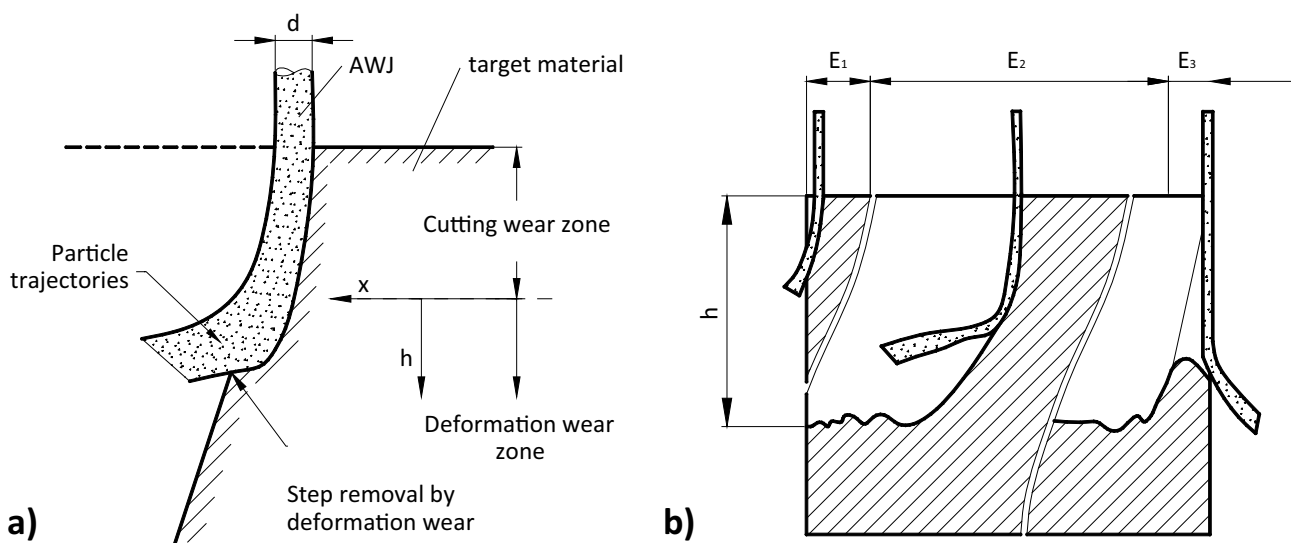 d
AWJ
target material
Cutting wear zone
Particle
trajectories
x
h
Deformation wear
zone
Step removal by
deformation wear
a)
E₁
E₂
E₃
h
b)